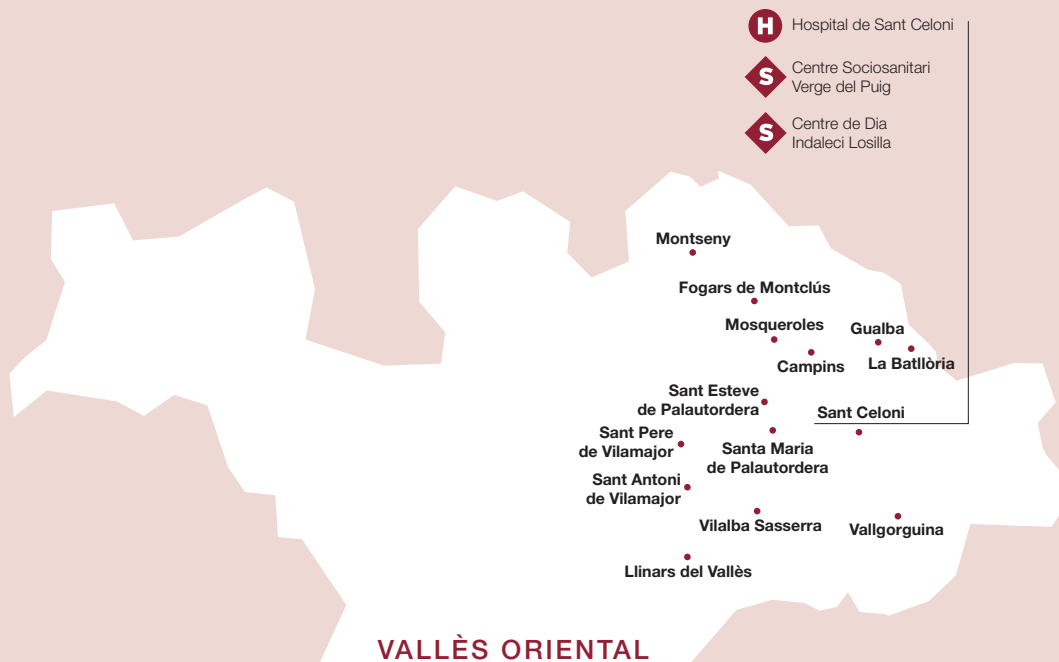 H Hospital de Sant Celoni
S Centre Sociosanitari
Verge del Puig
S Centre de Dia
Indaleci Losilla
Montseny
Fogars de Montclús
Mosqueroles
Gualba
Campins
La Batllòria
Sant Esteve
de Palautordera
Sant Celoni
Sant Pere
de Vilamajor
Santa Maria
de Palautordera
Sant Antoni
de Vilamajor
Vilalba Sasserra
Vallgorguina
Llinars del Vallès
VALLÈS ORIENTAL